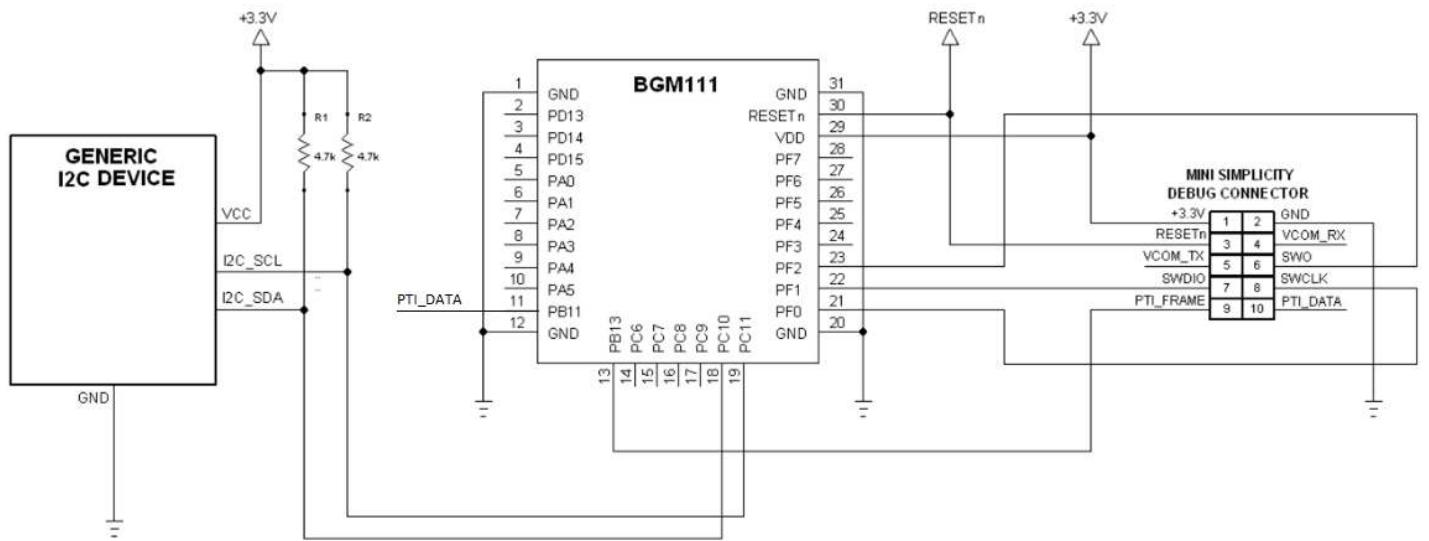 +3.3V
RESETn
+3.3V
R1
R2
4.7k
4.7k
GENERIC
I2C DEVICE
VCC
I2C_SCL
I2C_SDA
GND
BGM111
1 GND
2 PD13
3 PD14
4 PD15
5 PA0
6 PA1
7 PA2
8 PA3
9 PA4
10 PA5
PTI_DATA
11 PB11
12 GND
13 PB13
14 PC6
15 PC7
16 PC8
17 PC9
18 PC10
19 PC11
GND 31
RESETn 30
VDD 29
PF7 28
PF6 27
PF5 26
PF4 25
PF3 24
PF2 23
PF1 22
PF0 21
GND 20
MINI SIMPLICITY
DEBUG CONNECTOR
+3.3V 1 2 GND
RESETn 3 4 VCOM_RX
VCOM_TX 5 6 SWO
SWDIO 7 8 SWCLK
PTI_FRAME 9 10 PTI_DATA